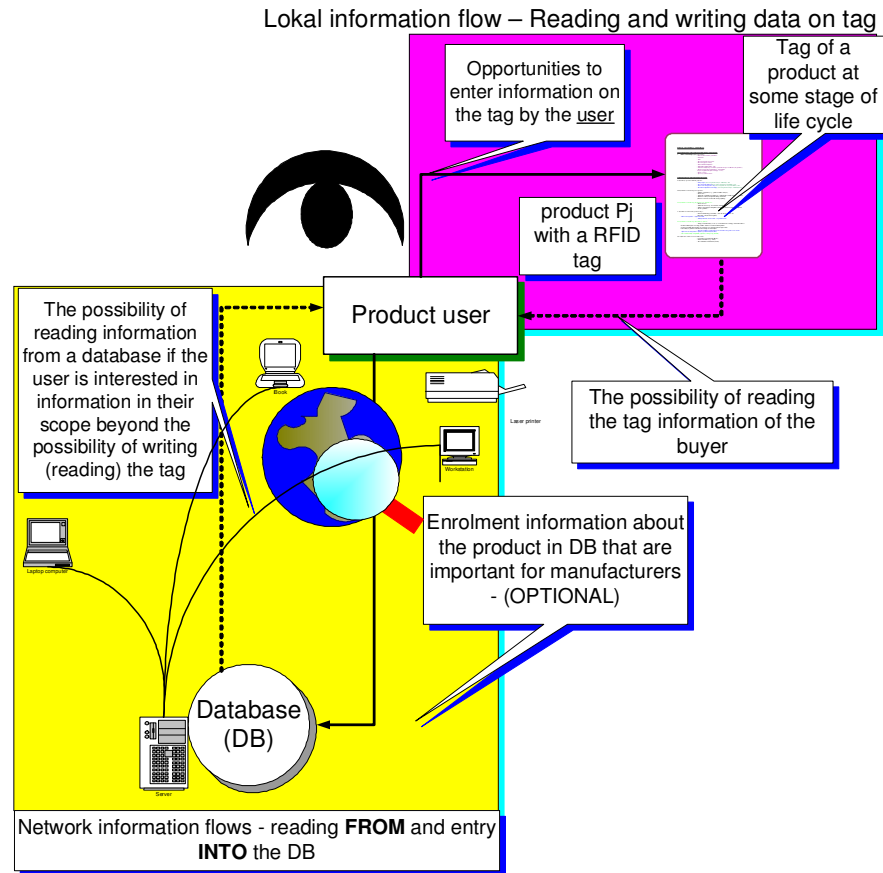 Lokal information flow – Reading and writing data on tag
Opportunities to
enter information on
the tag by the user
Tag of a
product at
some stage of
life cycle
product Pj
with a RFID
tag
The possibility of
reading information
from a database if the
user is interested in
information in their
scope beyond the
possibility of writing
(reading) the tag
Product user
iBook
Laser printer
The possibility of reading
the tag information of the
buyer
Workstation
Enrolment information about
the product in DB that are
important for manufacturers
- (OPTIONAL)
Laptop computer
Database
(DB)
Server
Network information flows - reading FROM and entry
INTO the DB